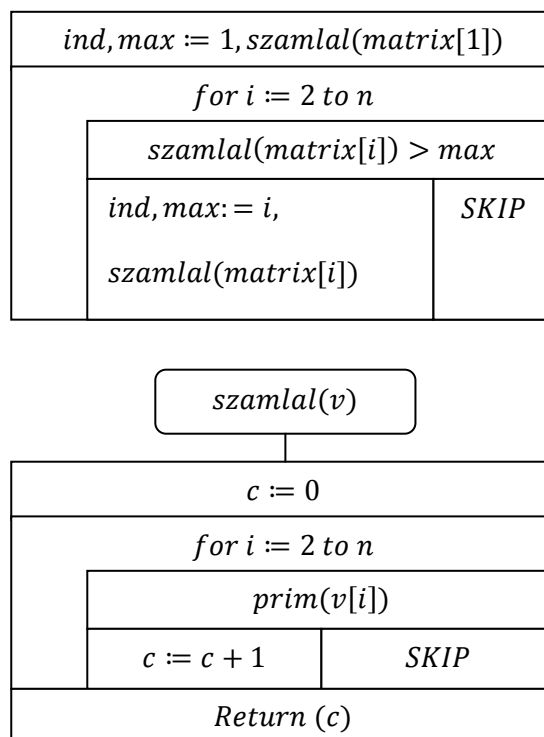 ind, max ≔ 1, szamlal(matrix[1])
for i ≔ 2 to n
szamlal(matrix[i]) > max
ind, max: = i,
szamlal(matrix[i])
SKIP
szamlal(v)
c ≔ 0
for i ≔ 2 to n
prim(v[i])
c ≔ c + 1
SKIP
Return (c)